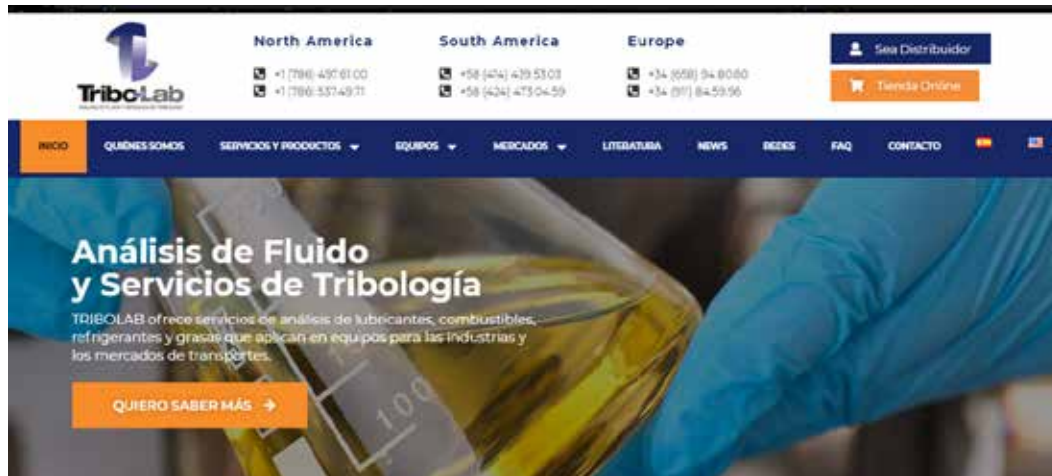 TriboLab
North America
+1 (786) 497.61.00
+1 (786) 537.49.71
South America
+58 (414) 439.53.03
+58 (424) 473.04.59
Europe
+34 (658) 94.80.80
+34 (911) 84.59.96
Sea Distribuidor
Tienda Online
INICIO
QUIÉNES SOMOS
SERVICIOS Y PRODUCTOS
EQUIPOS
MERCADOS
LITERATURA
NEWS
REDES
FAQ
CONTACTO
Análisis de Fluido
y Servicios de Tribología
TRIBOLAB ofrece servicios de análisis de lubricantes, combustibles,
refrigerantes y grasas que aplican en equipos para las industrias y
los mercados de transportes.
QUIERO SABER MÁS
100